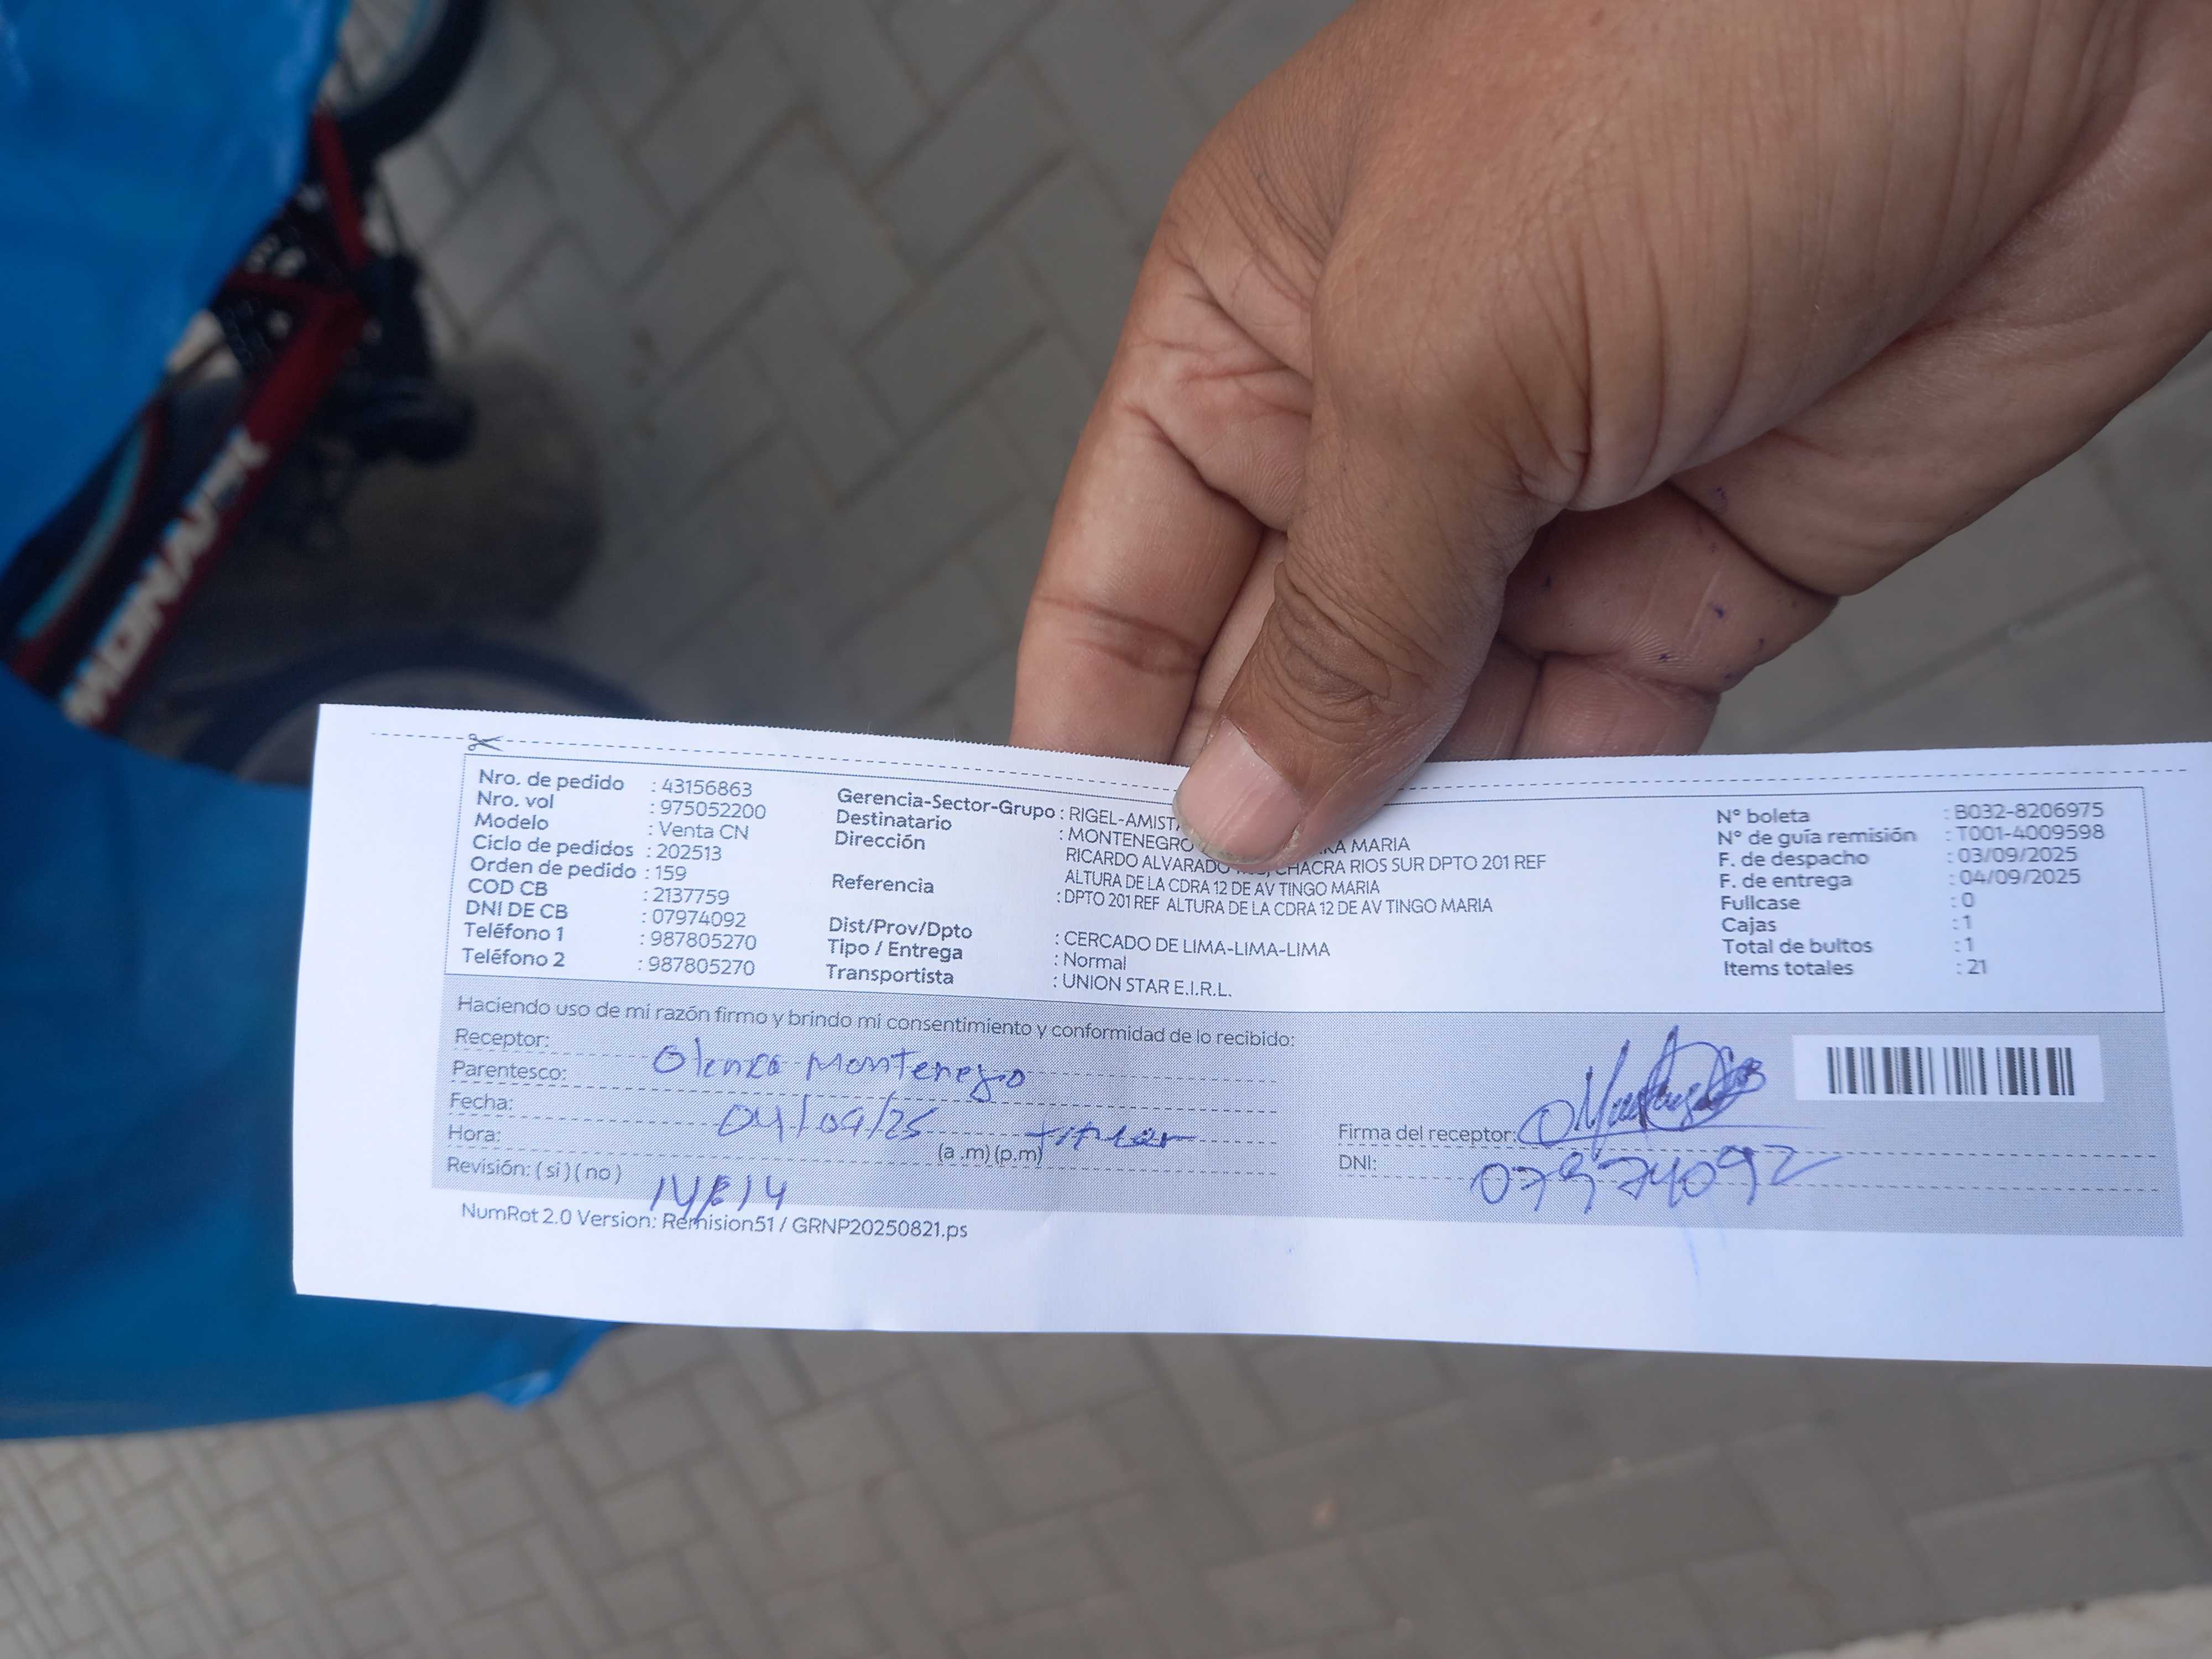 MONARK
Nro. de pedido : 43156863
Nro. vol : 975052200
Modelo : Venta CN
Ciclo de pedidos : 202513
Orden de pedido : 159
COD CB : 2137759
DNI DE CB : 07974092
Teléfono 1 : 987805270
Teléfono 2 : 987805270
Gerencia-Sector-Grupo : RIGEL-AMIST
Destinatario : MONTENEGRO MARIA
Dirección RICARDO ALVARADO CHACRA RIOS SUR DPTO 201 REF
ALTURA DE LA CDRA 12 DE AV TINGO MARIA
Referencia : DPTO 201 REF ALTURA DE LA CDRA 12 DE AV TINGO MARIA
Dist/Prov/Dpto : CERCADO DE LIMA-LIMA-LIMA
Tipo / Entrega : Normal
Transportista : UNION STAR E.I.R.L.
N° boleta : B032-8206975
N° de guía remisión : T001-4009598
F. de despacho : 03/09/2025
F. de entrega : 04/09/2025
Fullcase : 0
Cajas : 1
Total de bultos : 1
Items totales : 21
Haciendo uso de mi razón firmo y brindo mi consentimiento y conformidad de lo recibido:
Receptor: Olenka Montenegro
Parentesco: titular
Fecha: 04/09/25
Hora: (a .m) (p.m)
Revisión: ( si ) ( no )
Firma del receptor:
DNI: 07974092
NumRot 2.0 Version: Remision51 / GRNP20250821.ps